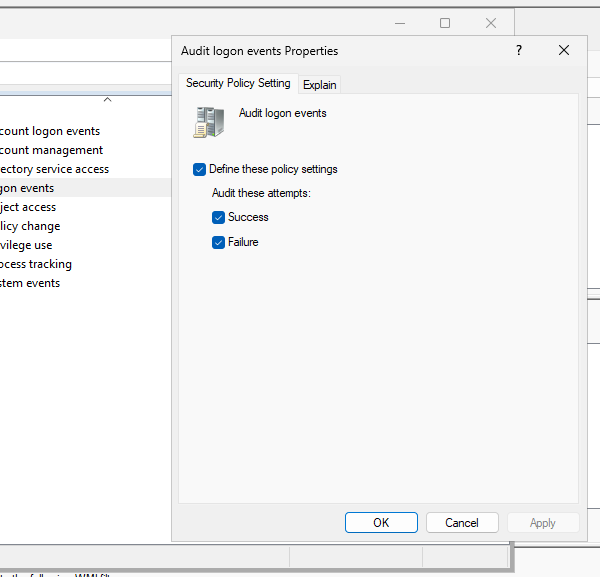 Audit logon events Properties
?
Security Policy Setting
Explain
Audit logon events
Define these policy settings
Audit these attempts:
Success
Failure
OK
Cancel
Apply
count logon events
count management
ectory service access
gon events
ject access
licy change
vilege use
ocess tracking
stem events